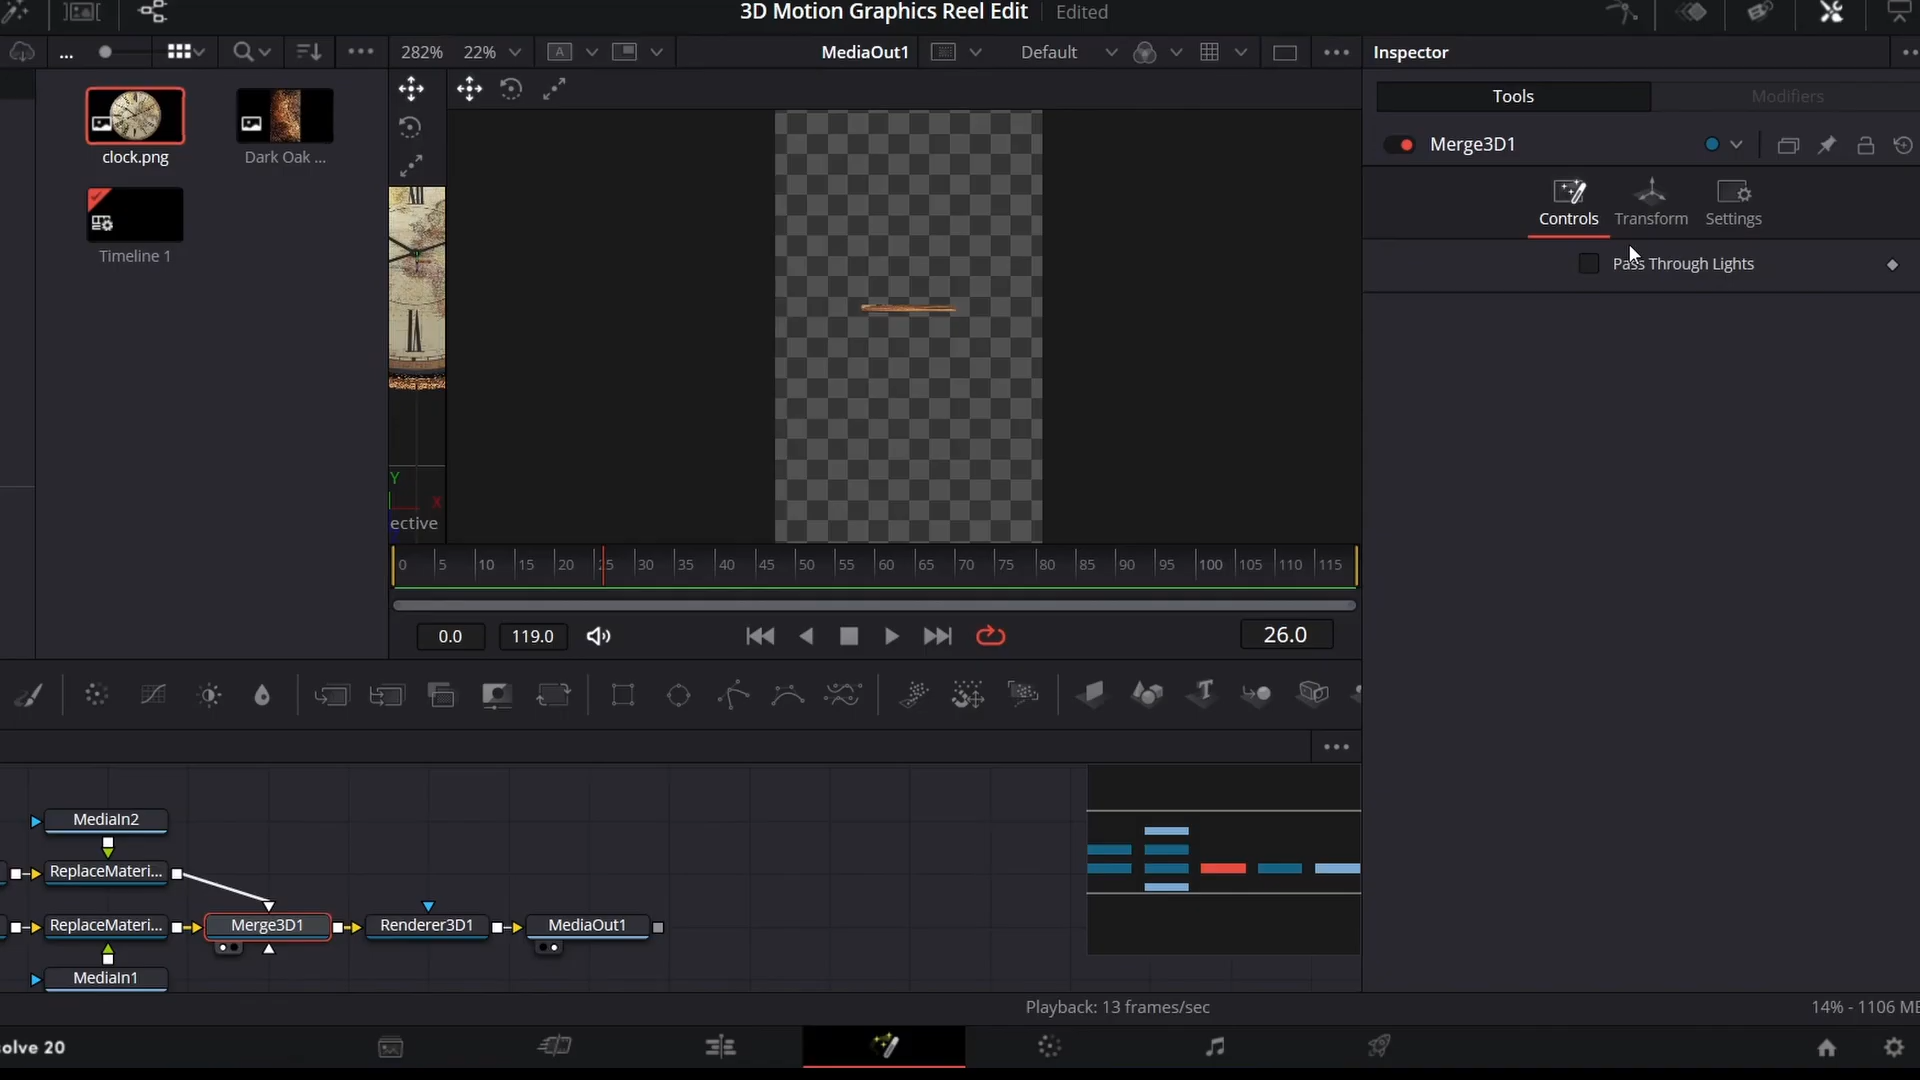 3D Motion Graphics Reel Edit
Edited
...
282%
22%
A
MediaOut1
Default
Inspector
Tools
Modifiers
clock.png
Dark Oak ...
Timeline 1
Merge3D1
Controls
Transform
Settings
Pass Through Lights
Y
X
ective
0 5 10 15 20 25 30 35 40 45 50 55 60 65 70 75 80 85 90 95 100 105 110 115
0.0
119.0
26.0
MediaIn2
ReplaceMateri...
ReplaceMateri...
Merge3D1
Renderer3D1
MediaOut1
MediaIn1
Playback: 13 frames/sec
14% - 1106 ME
solve 20